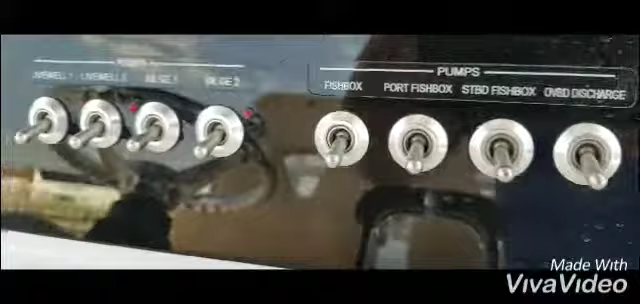 PUMPS
LIVEWELL 1 LIVEWELL 2 BILGE 1 BILGE 2
PUMPS
FISHBOX PORT FISHBOX STBD FISHBOX OVBD DISCHARGE
Made With
VivaVideo